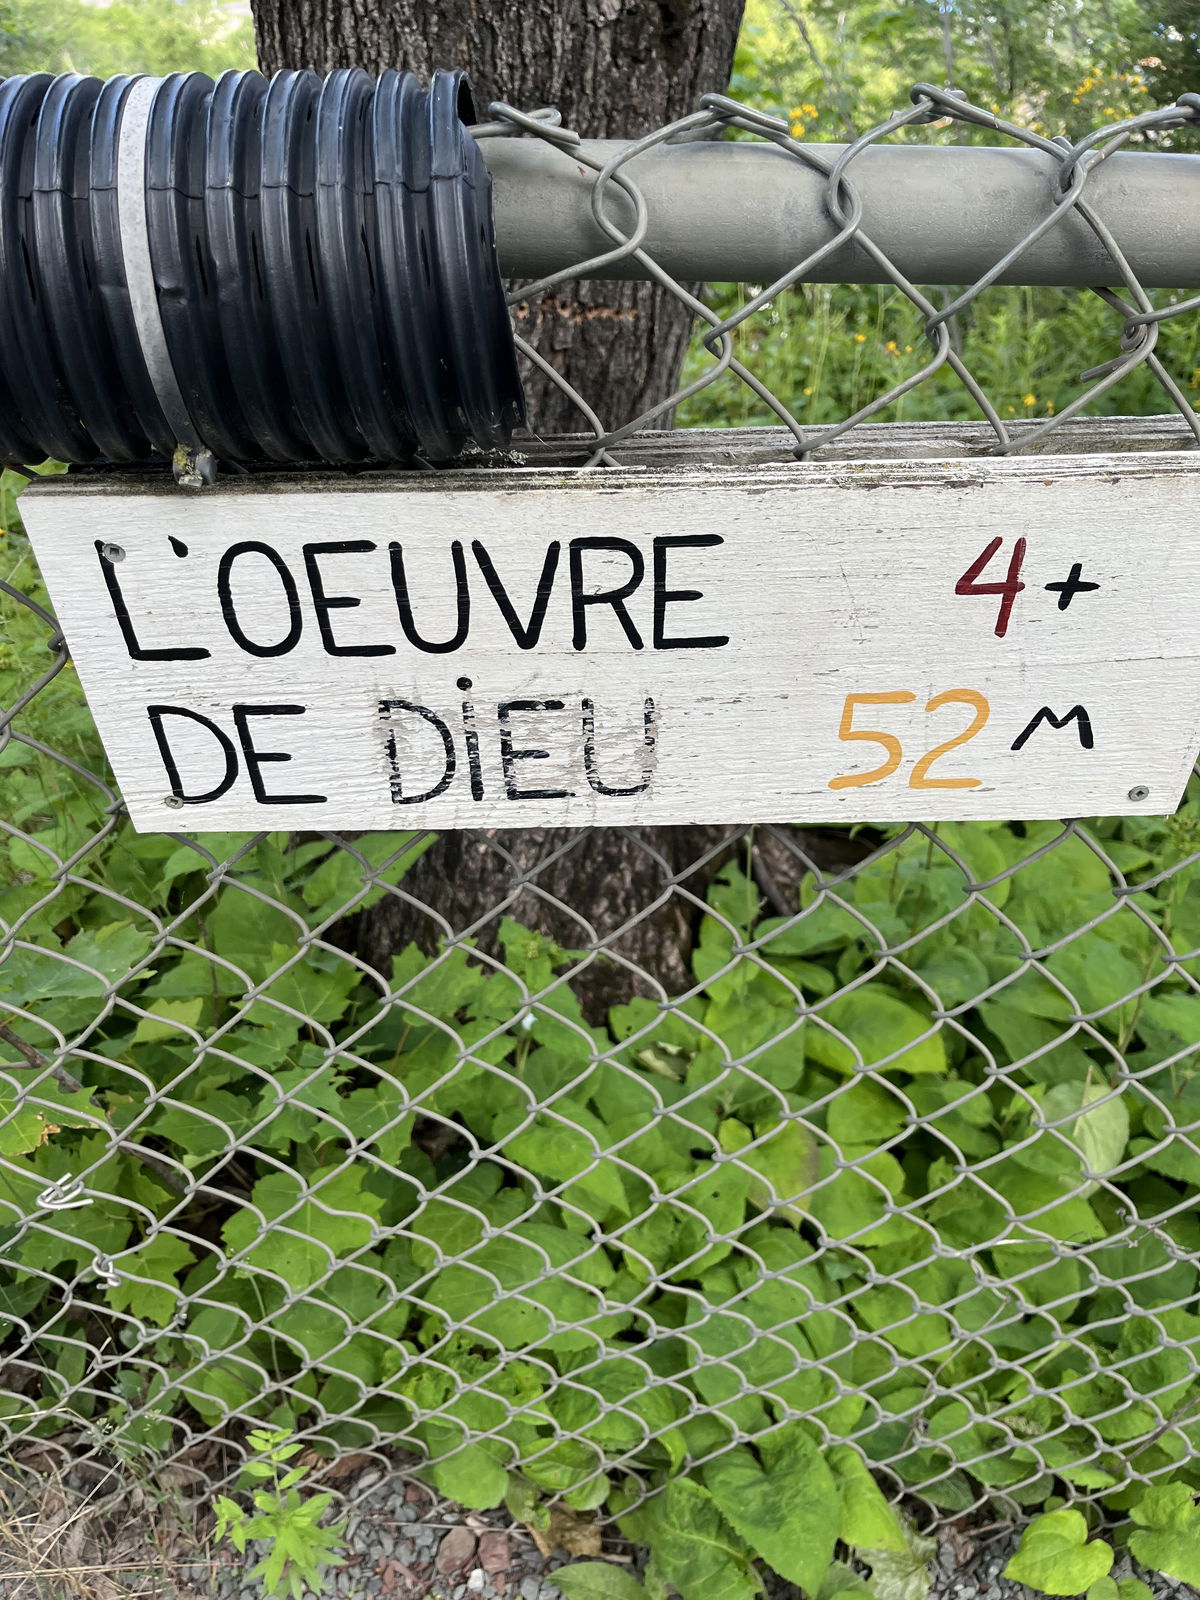 L'OEUVRE 4+
DE DiEU 52 M